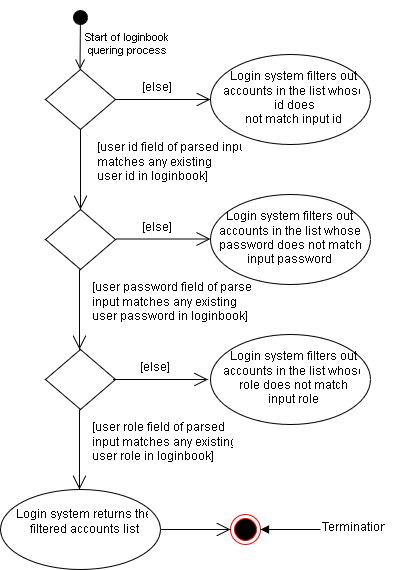 Start of loginbook
quering process
[else]
Login system filters out
accounts in the list whose
id does
not match input id
[user id field of parsed input
matches any existing
user id in loginbook]
[else]
Login system filters out
accounts in the list whose
password does not match
input password
[user password field of parse
input matches any existing
user password in loginbook]
[else]
Login system filters out
accounts in the list whose
role does not match
input role
[user role field of parsed
input matches any existing
user role in loginbook]
Login system returns the
filtered accounts list
Termination